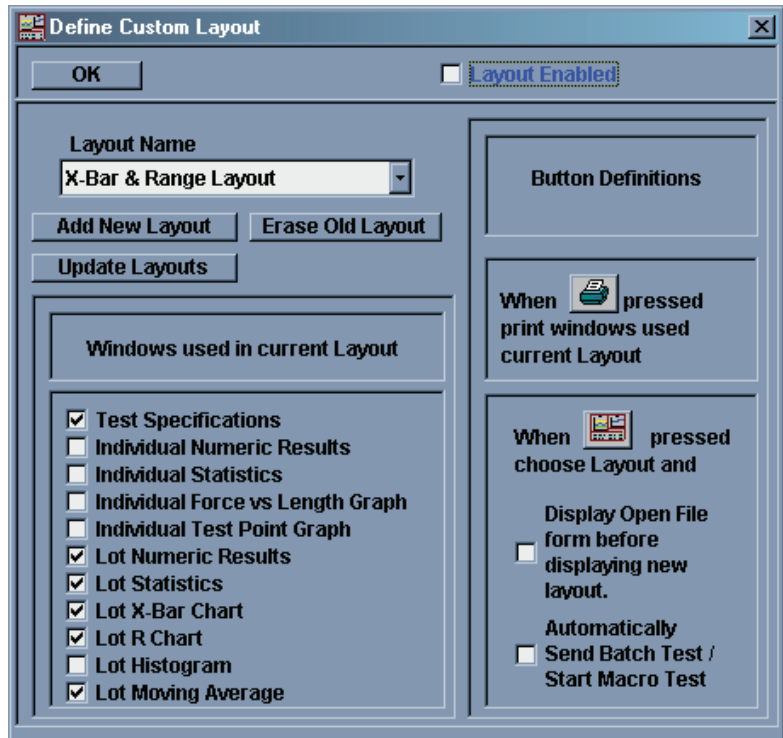 Define Custom Layout
OK
Layout Enabled
Layout Name
X-Bar & Range Layout
Add New Layout
Erase Old Layout
Update Layouts
Windows used in current Layout
Test Specifications
Individual Numeric Results
Individual Statistics
Individual Force vs Length Graph
Individual Test Point Graph
Lot Numeric Results
Lot Statistics
Lot X-Bar Chart
Lot R Chart
Lot Histogram
Lot Moving Average
Button Definitions
When pressed
print windows used
current Layout
When pressed
choose Layout and
Display Open File
form before
displaying new
layout.
Automatically
Send Batch Test /
Start Macro Test